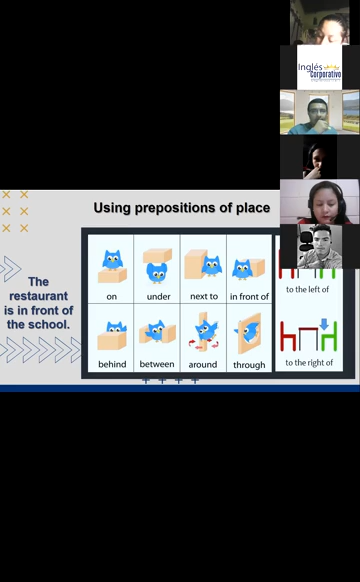 Inglés
Corporativo
Using prepositions of place
The
restaurant
is in front of
the school.
on
under
next to
in front of
to the left of
behind
between
around
through
to the right of